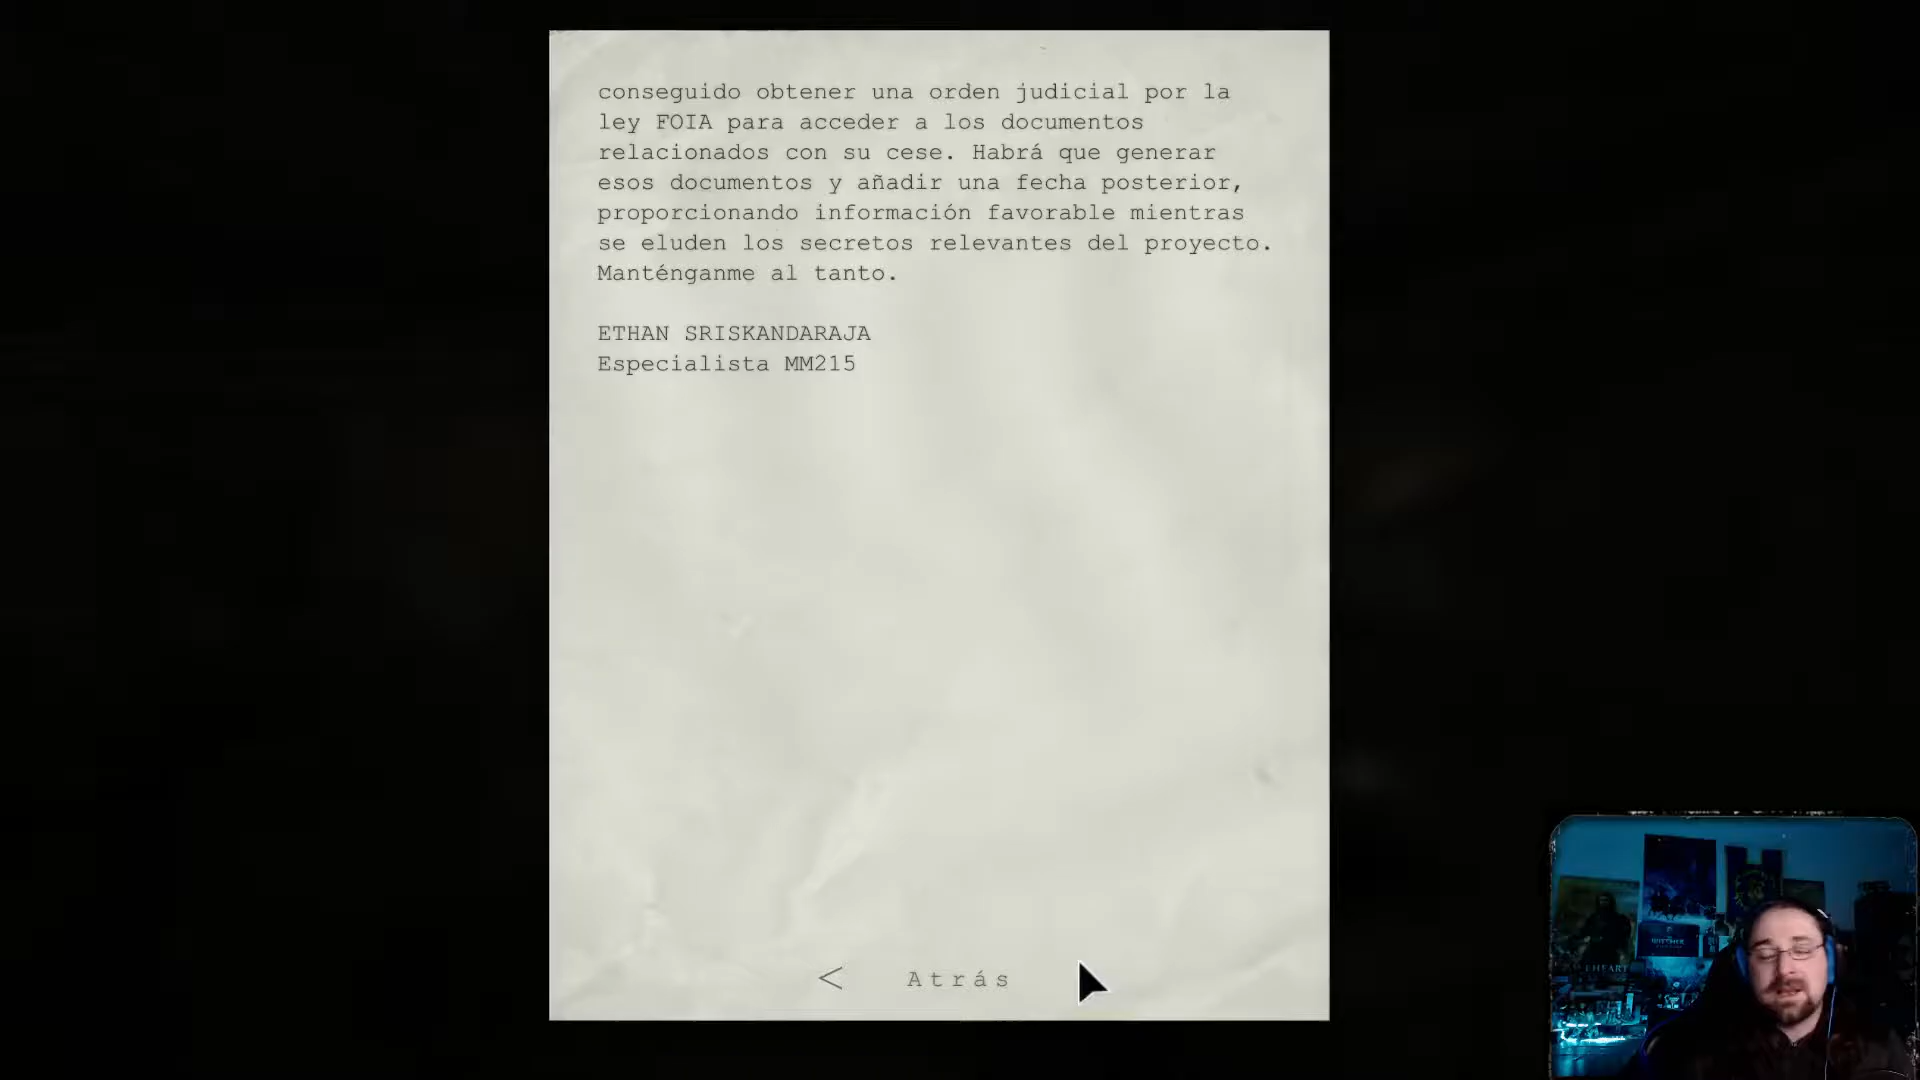 conseguido obtener una orden judicial por la
ley FOIA para acceder a los documentos
relacionados con su cese. Habrá que generar
esos documentos y añadir una fecha posterior,
proporcionando información favorable mientras
se eluden los secretos relevantes del proyecto.
Manténganme al tanto.
ETHAN SRISKANDARAJA
Especialista MM215
< Atrás
WITCHER